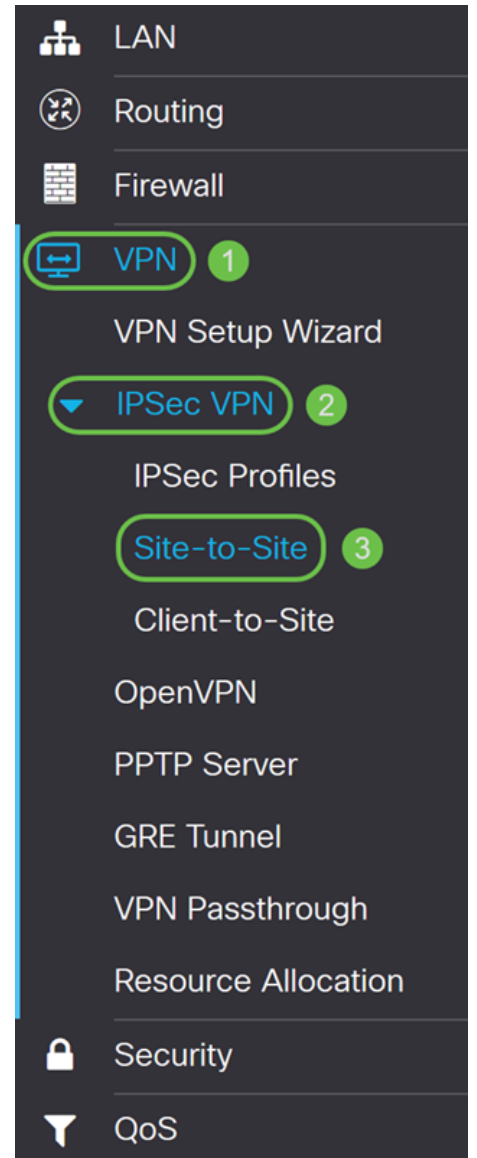 LAN
Routing
Firewall
VPN 1
VPN Setup Wizard
IPSec VPN 2
IPSec Profiles
Site-to-Site 3
Client-to-Site
OpenVPN
PPTP Server
GRE Tunnel
VPN Passthrough
Resource Allocation
Security
QoS